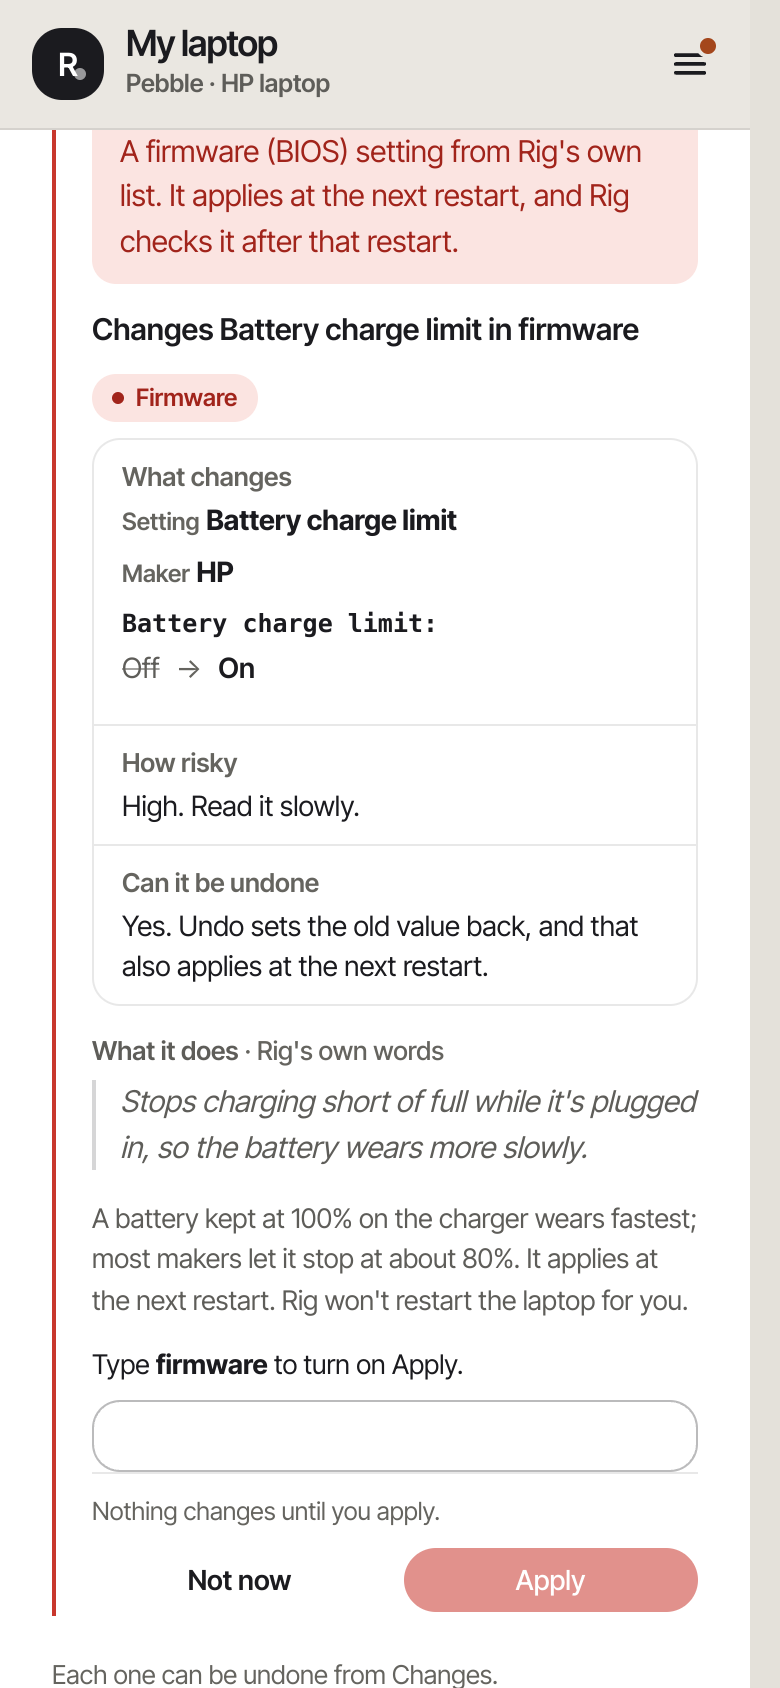 R
My laptop
Pebble · HP laptop
A firmware (BIOS) setting from Rig's own
list. It applies at the next restart, and Rig
checks it after that restart.
Changes Battery charge limit in firmware
Firmware
What changes
Setting Battery charge limit
Maker HP
Battery charge limit:
Off → On
How risky
High. Read it slowly.
Can it be undone
Yes. Undo sets the old value back, and that
also applies at the next restart.
What it does · Rig's own words
Stops charging short of full while it's plugged
in, so the battery wears more slowly.
A battery kept at 100% on the charger wears fastest;
most makers let it stop at about 80%. It applies at
the next restart. Rig won't restart the laptop for you.
Type firmware to turn on Apply.
Nothing changes until you apply.
Not now
Apply
Each one can be undone from Changes.